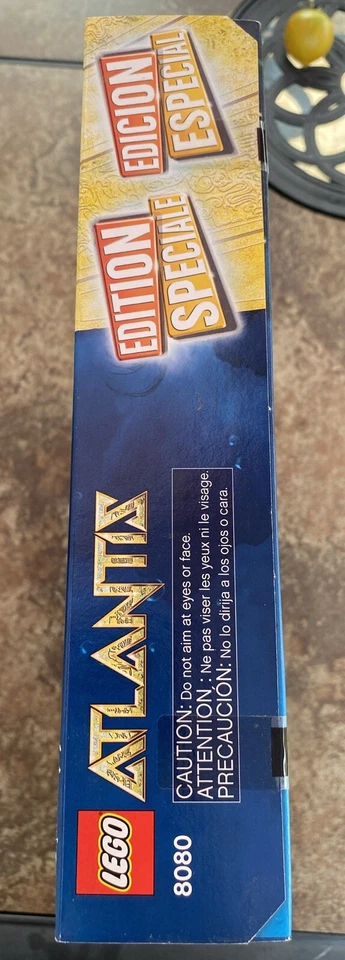 LEGO
ATLANTIS
8080
CAUTION: Do not aim at eyes or face.
ATTENTION : Ne pas viser les yeux ni le visage.
PRECAUCIÓN: No lo dirija a los ojos o cara.
EDITION
SPECIALE
EDICION
ESPECIAL